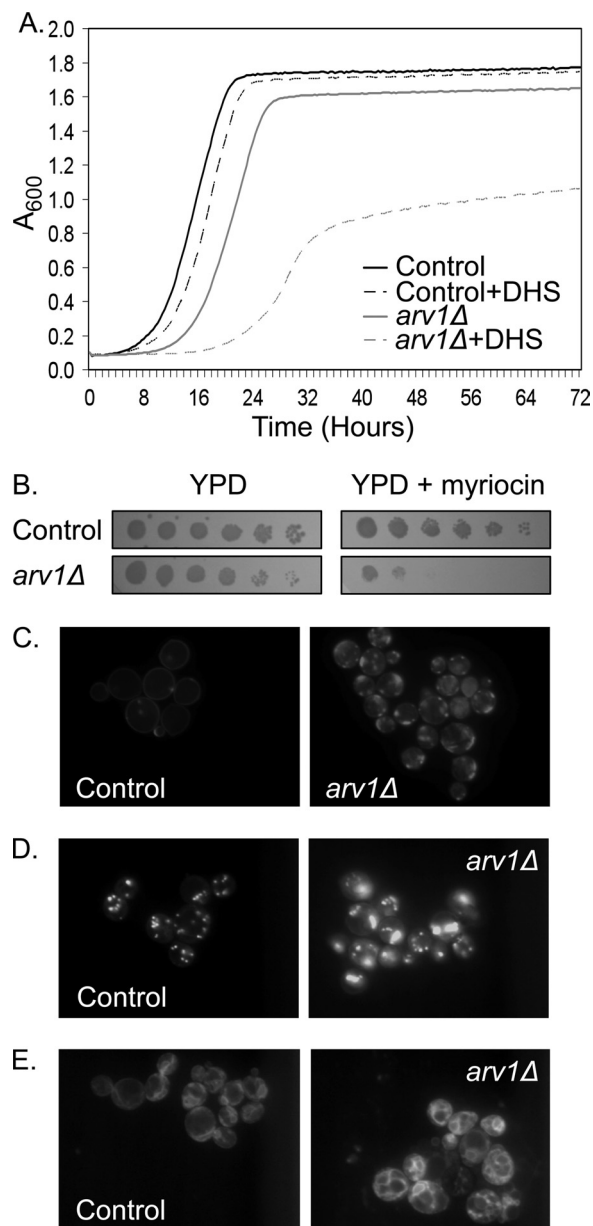 A.
2.0
1.8
1.6
1.4
1.2
1.0
0.8
0.6
0.4
0.2
0.0
A600
Control
Control+DHS
arv1Δ
arv1Δ+DHS
0 8 16 24 32 40 48 56 64 72
Time (Hours)
B.
YPD YPD + myriocin
Control
arv1Δ
C.
Control arv1Δ
D.
arv1Δ
Control
E.
arv1Δ
Control